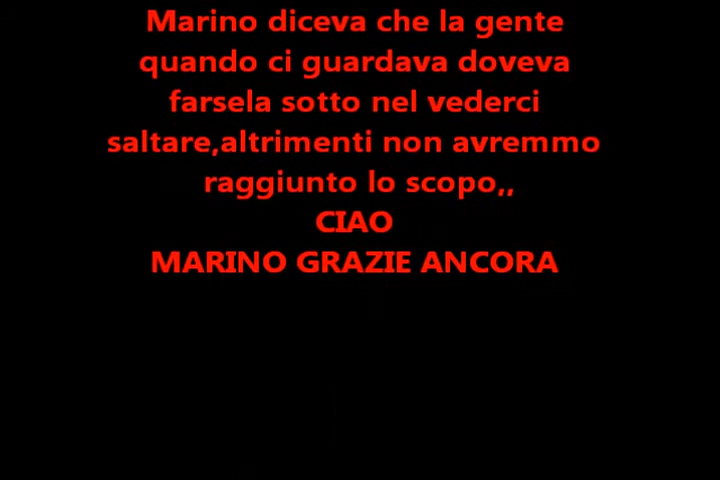 Marino diceva che la gente
quando ci guardava doveva
farsela sotto nel vederci
saltare,altrimenti non avremmo
raggiunto lo scopo,,
CIAO
MARINO GRAZIE ANCORA